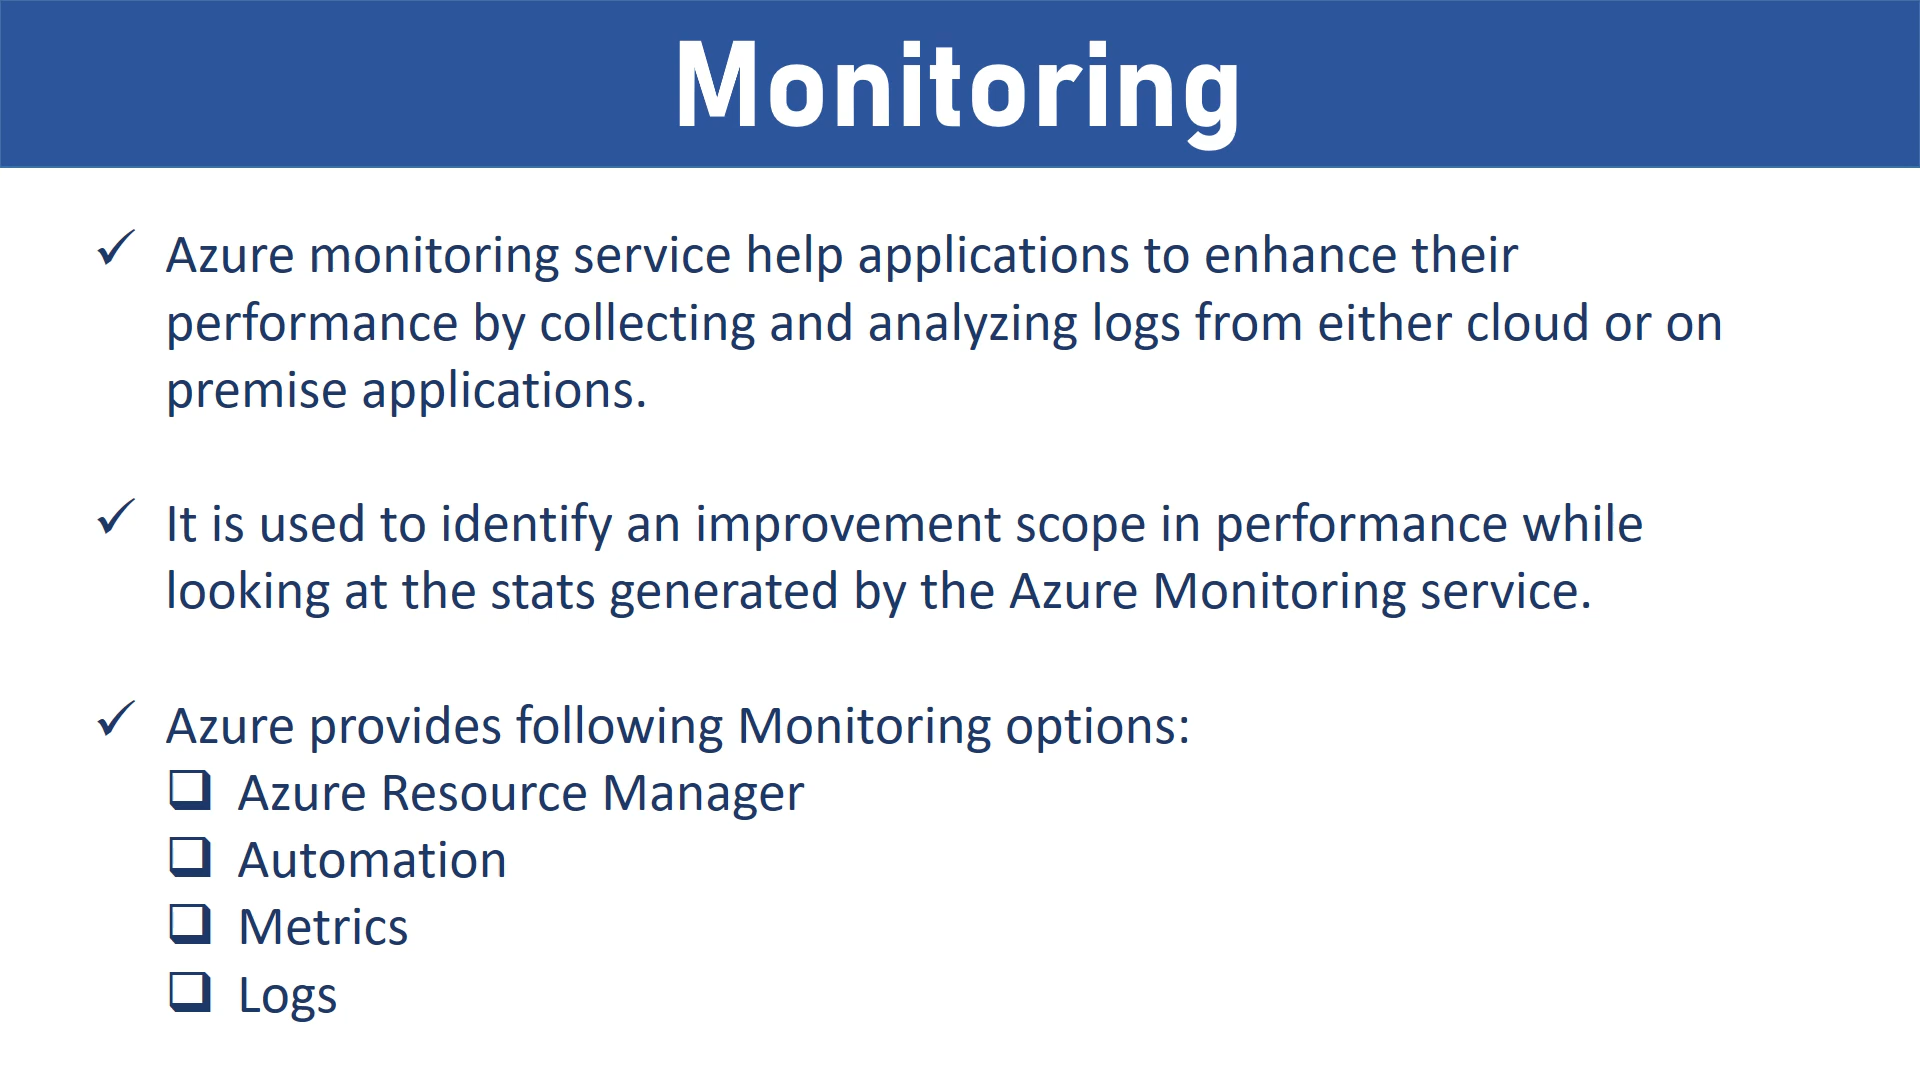 Monitoring
Azure monitoring service help applications to enhance their
performance by collecting and analyzing logs from either cloud or on
premise applications.
It is used to identify an improvement scope in performance while
looking at the stats generated by the Azure Monitoring service.
Azure provides following Monitoring options:
Azure Resource Manager
Automation
Metrics
Logs